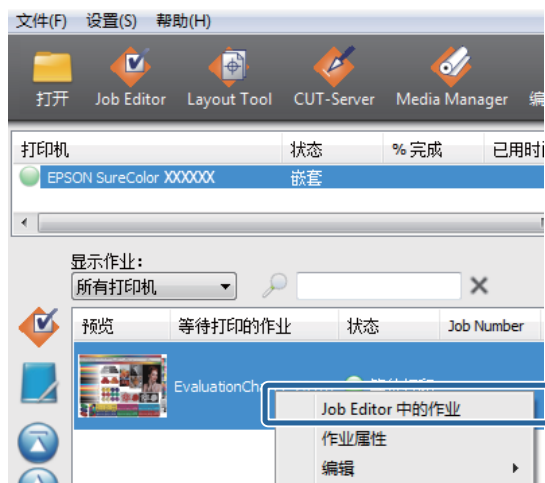 文件(F) 设置(S) 帮助(H)
打开 Job Editor Layout Tool CUT-Server Media Manager
打印机 状态 % 完成 已用时
EPSON SureColor XXXXXX 嵌套
显示作业:
所有打印机
预览 等待打印的作业 状态 Job Number
EvaluationCh
Job Editor 中的作业
作业属性
编辑